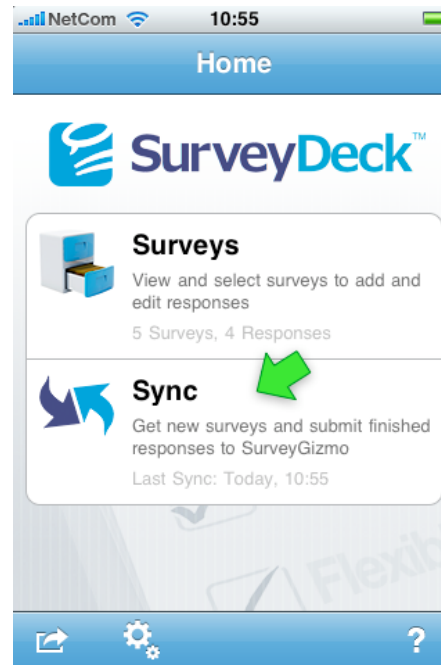 NetCom 10:55
Home
SurveyDeck™
Surveys
View and select surveys to add and
edit responses
5 Surveys, 4 Responses
Sync
Get new surveys and submit finished
responses to SurveyGizmo
Last Sync: Today, 10:55
Flexib
?